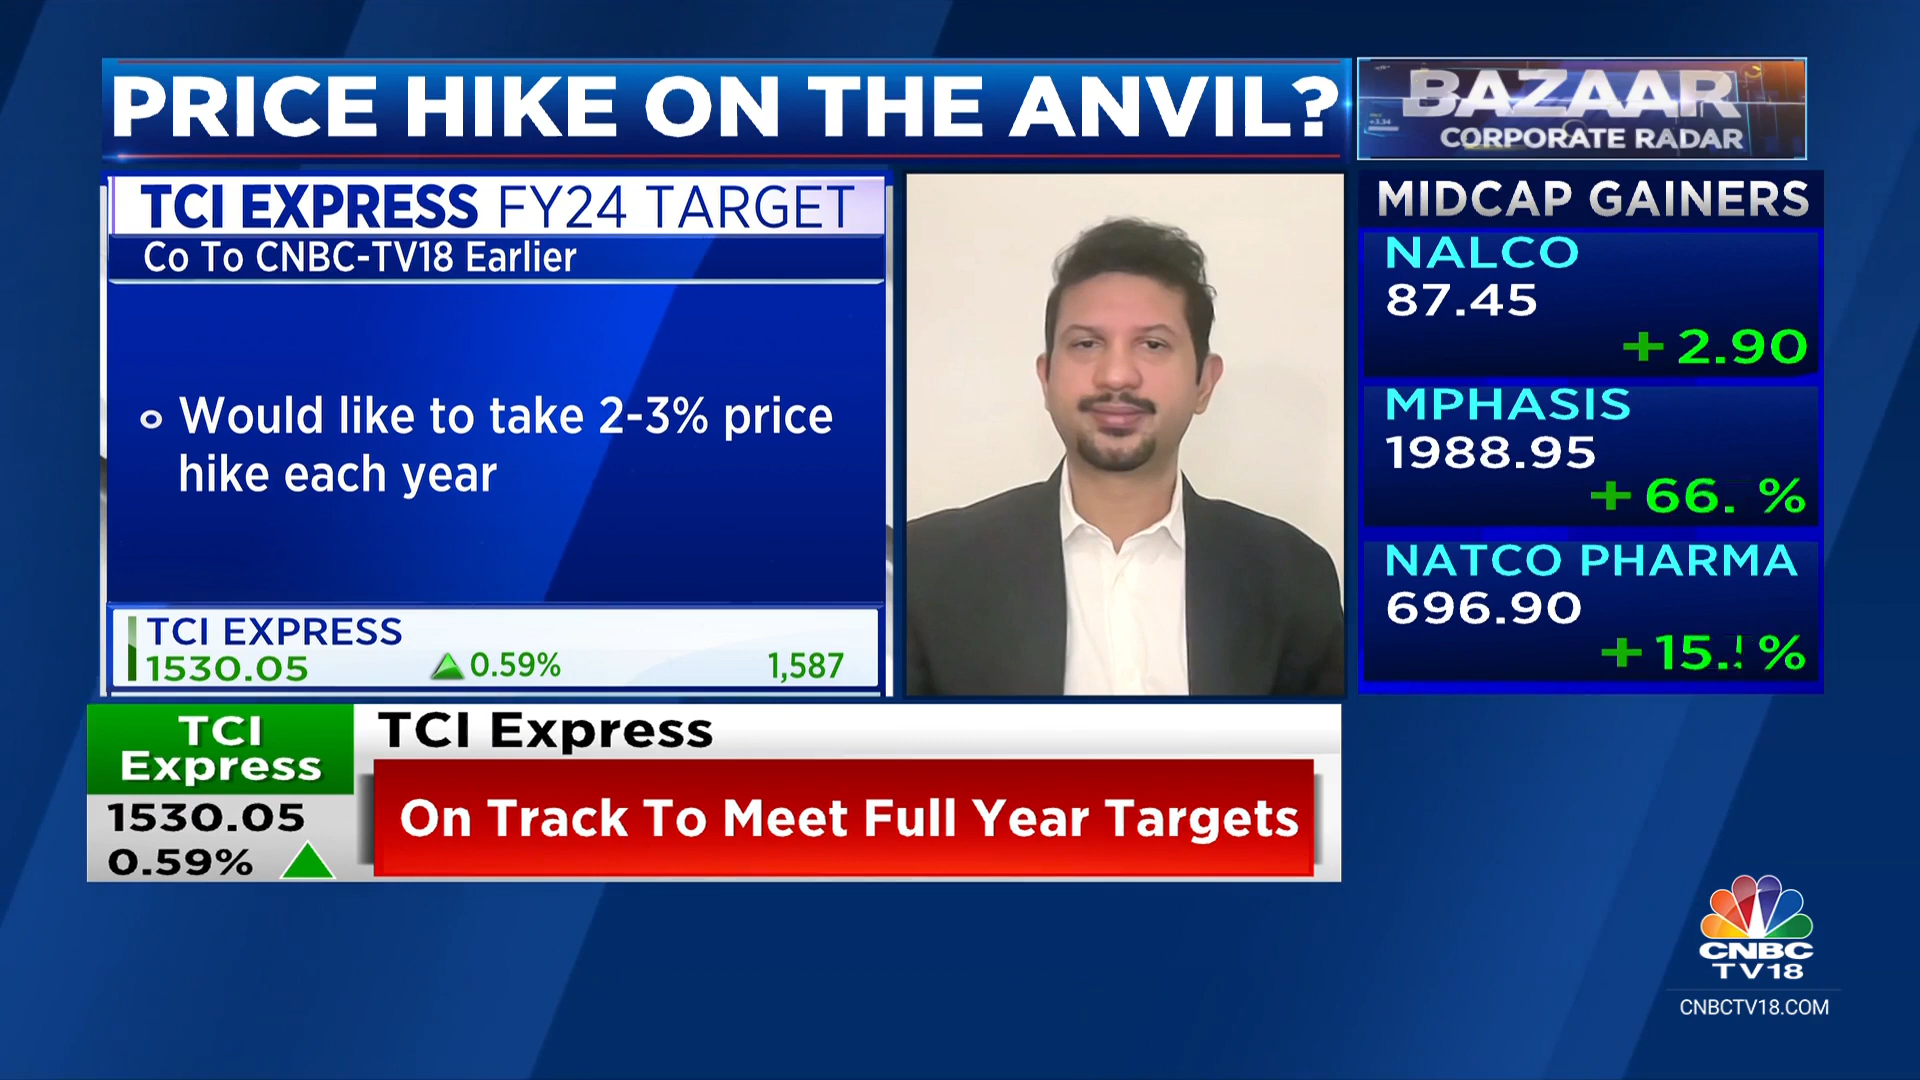 PRICE HIKE ON THE ANVIL?
BAZAAR
CORPORATE RADAR
TCI EXPRESS FY24 TARGET
Co To CNBC-TV18 Earlier
o Would like to take 2-3% price
hike each year
TCI EXPRESS
1530.05 0.59% 1,587
MIDCAP GAINERS
NALCO
87.45
+2.90
MPHASIS
1988.95
+66. %
NATCO PHARMA
696.90
+15. %
TCI
Express
1530.05
0.59%
TCI Express
On Track To Meet Full Year Targets
CNBC
TV18
CNBCTV18.COM